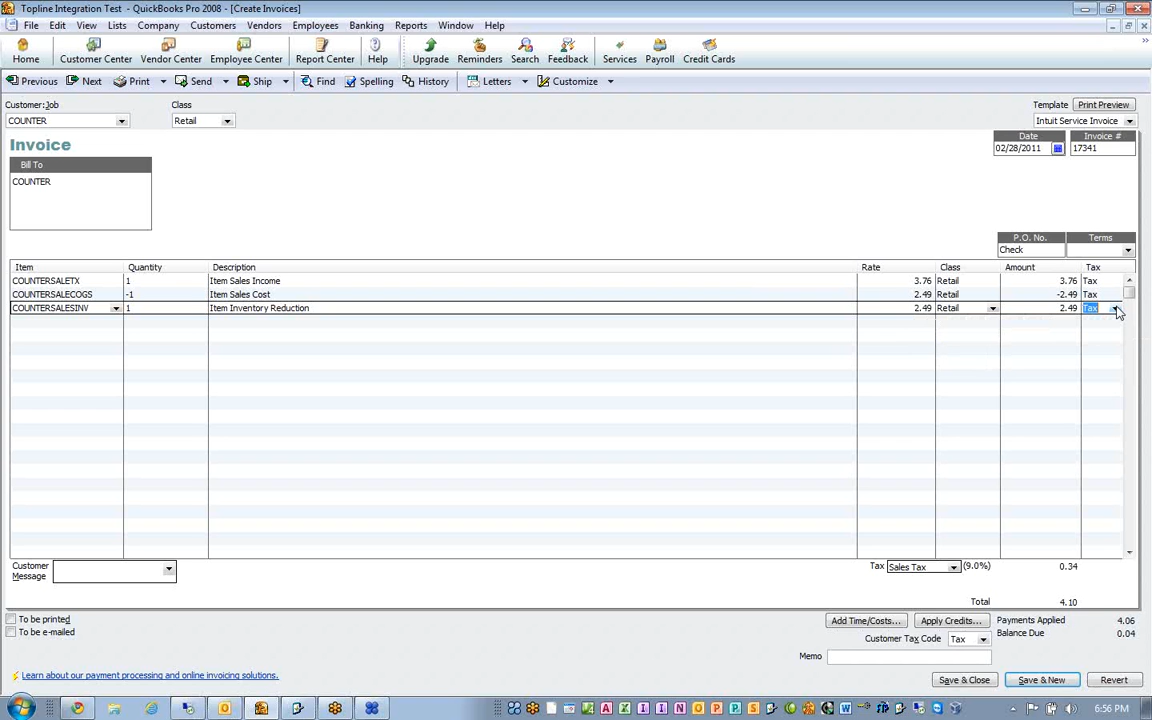 Topline Integration Test - QuickBooks Pro 2008 - [Create Invoices]
File Edit View Lists Company Customers Vendors Employees Banking Reports Window Help
Home Customer Center Vendor Center Employee Center Report Center Help Upgrade Reminders Search Feedback Services Payroll Credit Cards
Previous Next Print Send Ship Find Spelling History Letters Customize
Customer:Job Class Template Print Preview
COUNTER Retail Intuit Service Invoice
Invoice Date Invoice #
02/28/2011 17341
Bill To
COUNTER
P.O. No. Terms
Check
Item Quantity Description Rate Class Amount Tax
COUNTERSALETX 1 Item Sales Income 3.76 Retail 3.76 Tax
COUNTERSALECOGS -1 Item Sales Cost 2.49 Retail -2.49 Tax
COUNTERSALESINV 1 Item Inventory Reduction 2.49 Retail 2.49 Tax
Customer Message Tax Sales Tax (9.0%) 0.34
Total 4.10
To be printed Add Time/Costs... Apply Credits... Payments Applied 4.06
To be e-mailed Customer Tax Code Tax Balance Due 0.04
Memo
Learn about our payment processing and online invoicing solutions. Save & Close Save & New Revert
6:56 PM